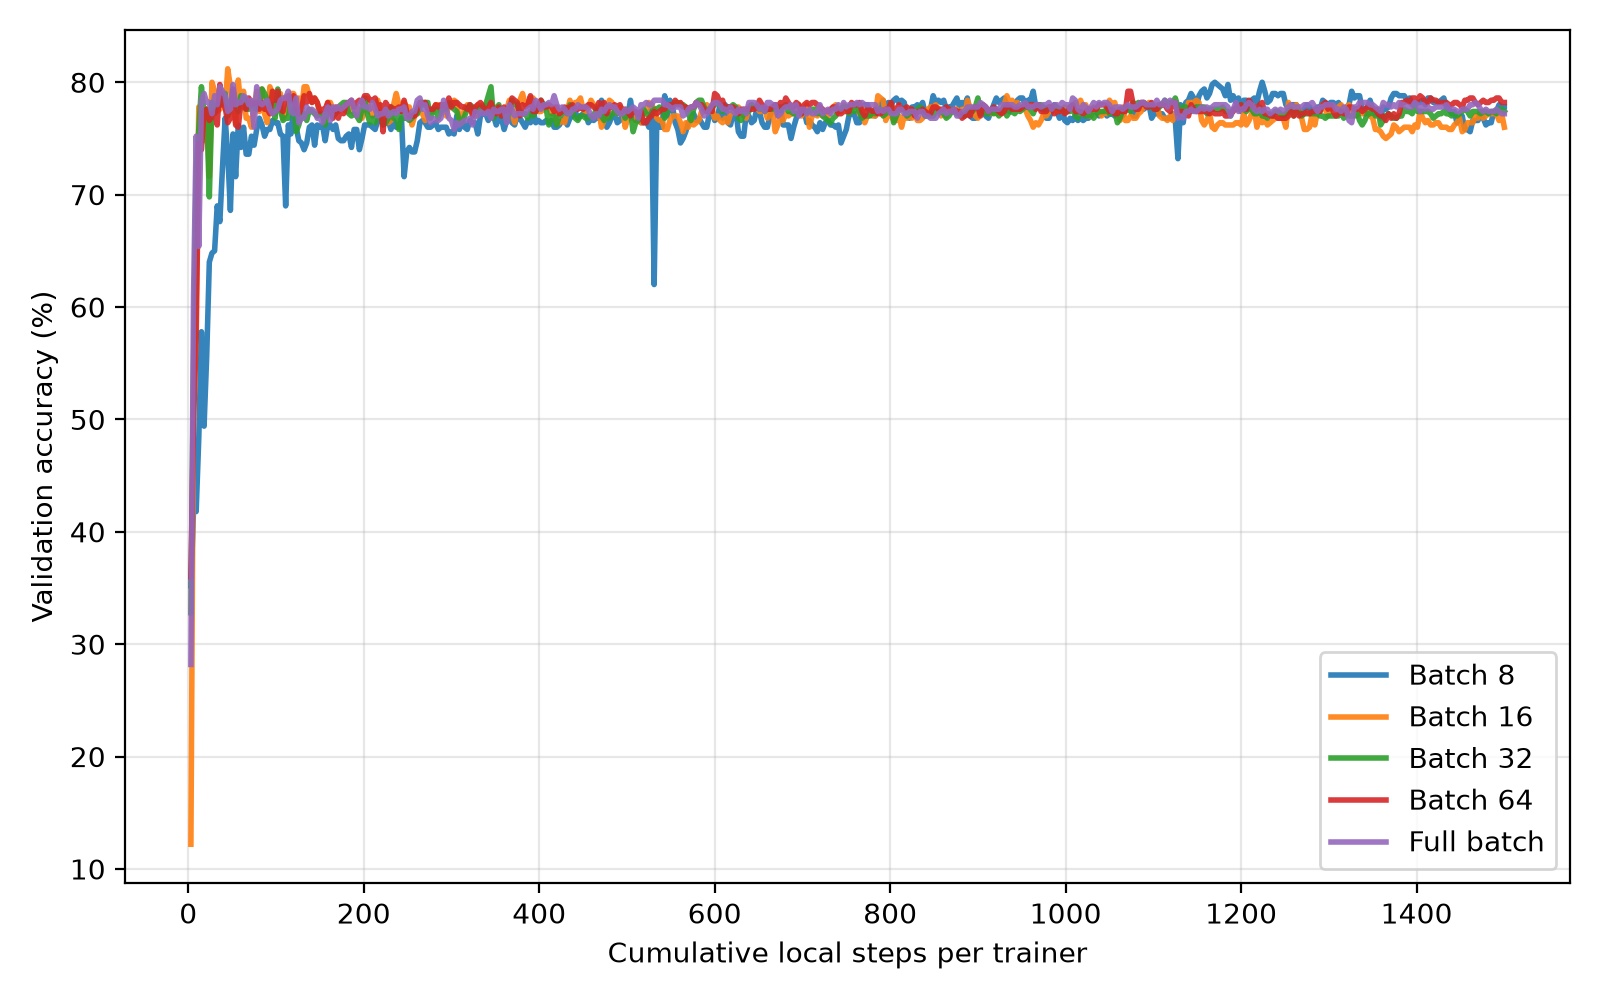 80
70
60
50
40
30
20
10
Validation accuracy (%)
0 200 400 600 800 1000 1200 1400
Cumulative local steps per trainer
Batch 8
Batch 16
Batch 32
Batch 64
Full batch